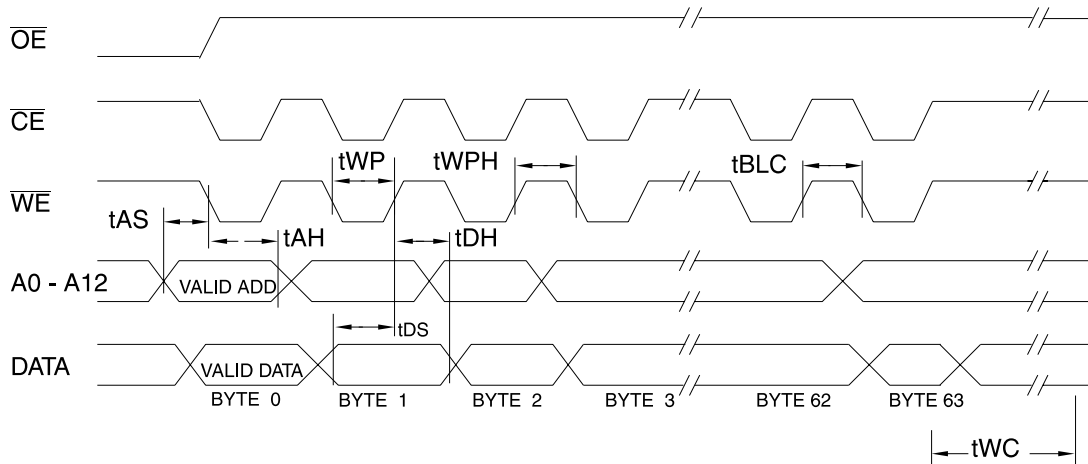 OE
CE
tWP tWPH tBLC
WE
tAS
tAH tDH
A0 - A12 VALID ADD
tDS
DATA VALID DATA
BYTE 0 BYTE 1 BYTE 2 BYTE 3 BYTE 62 BYTE 63
tWC